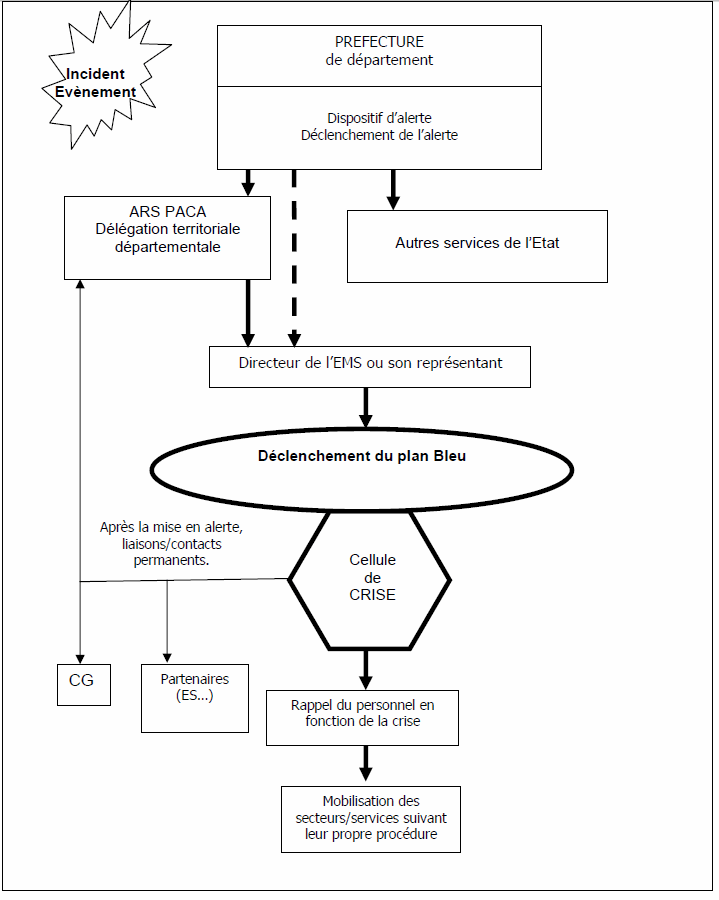 Incident
Evènement
PREFECTURE
de département
Dispositif d'alerte
Déclenchement de l'alerte
ARS PACA
Délégation territoriale
départementale
Autres services de l'Etat
Directeur de l'EMS ou son représentant
Déclenchement du plan Bleu
Après la mise en alerte,
liaisons/contacts
permanents.
Cellule
de
CRISE
CG
Partenaires
(ES...)
Rappel du personnel en
fonction de la crise
Mobilisation des
secteurs/services suivant
leur propre procédure